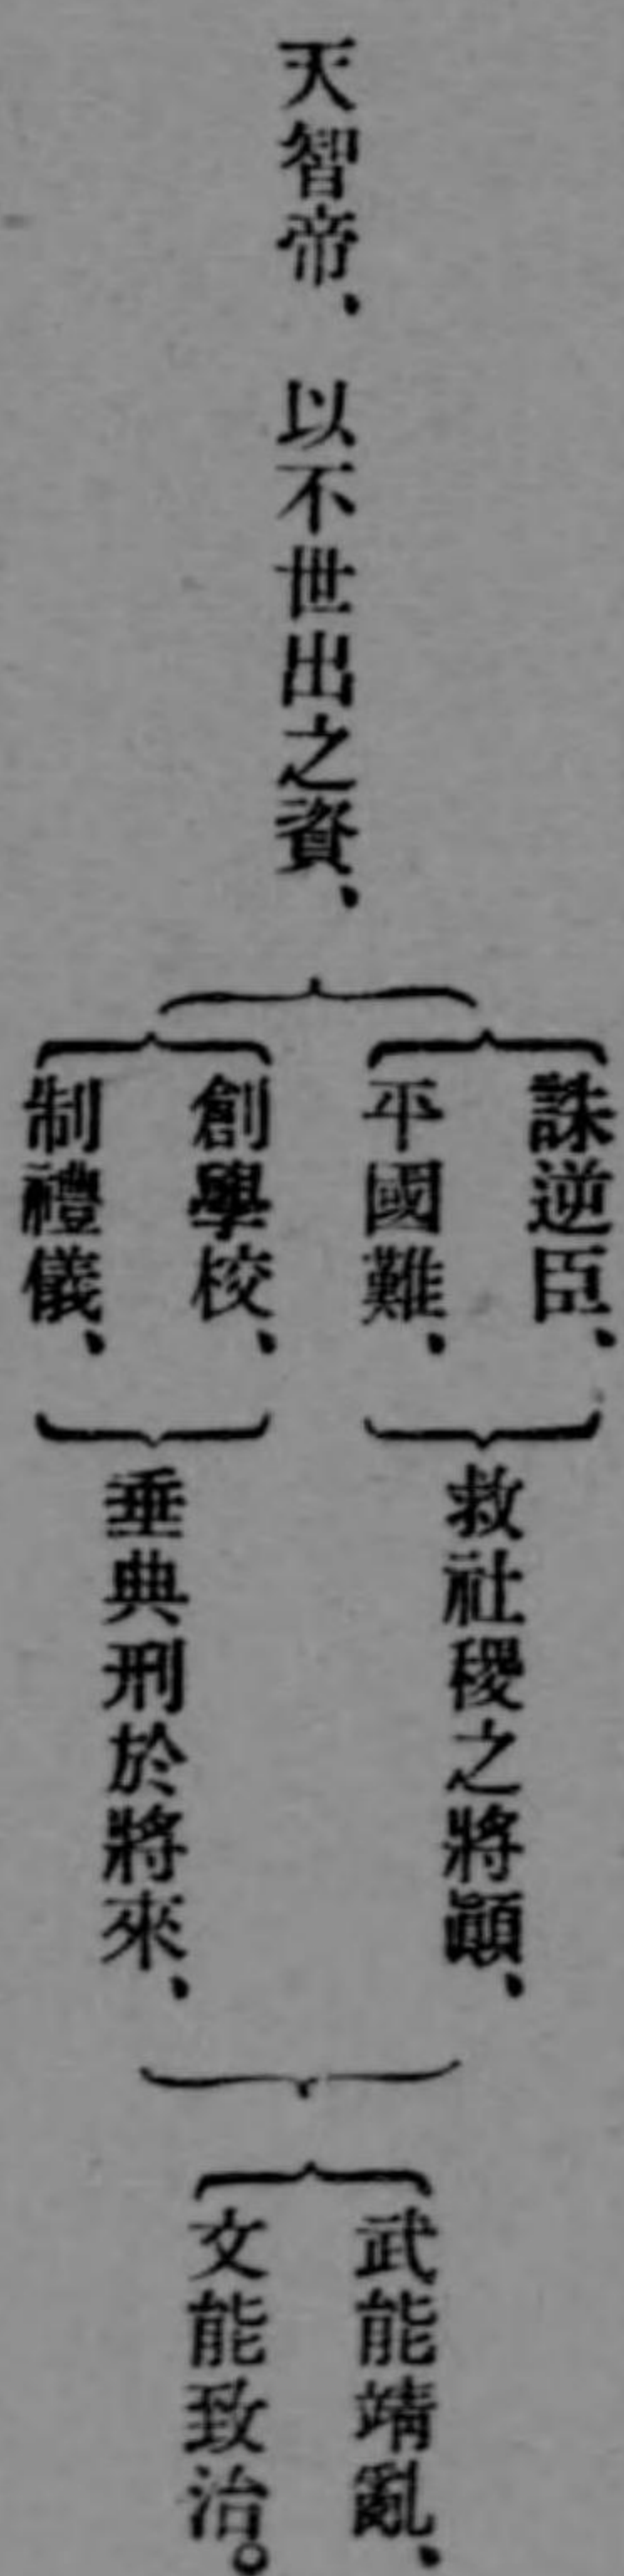 天智帝、以不世出之資、
誅逆臣、
平國難、
救社稷之將顚、
創學校、
制禮儀、
垂典刑於將來、
武能靖亂、
文能致治。